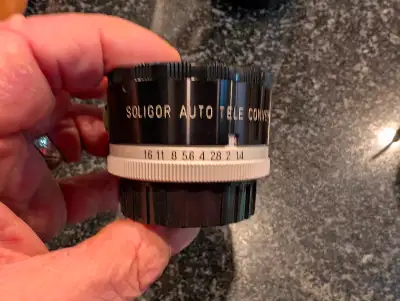 SOLIGOR AUTO TELE CONV
16 11 8 5.6 4 2.8 2 1.4